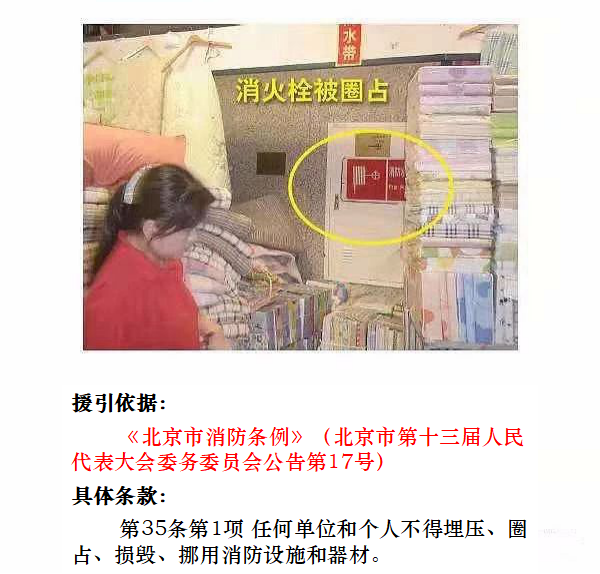 水带
消火栓被圈占
消防
援引依据：
《北京市消防条例》（北京市第十三届人民
代表大会委务委员会公告第17号）
具体条款：
第35条第1项 任何单位和个人不得埋压、圈
占、损毁、挪用消防设施和器材。